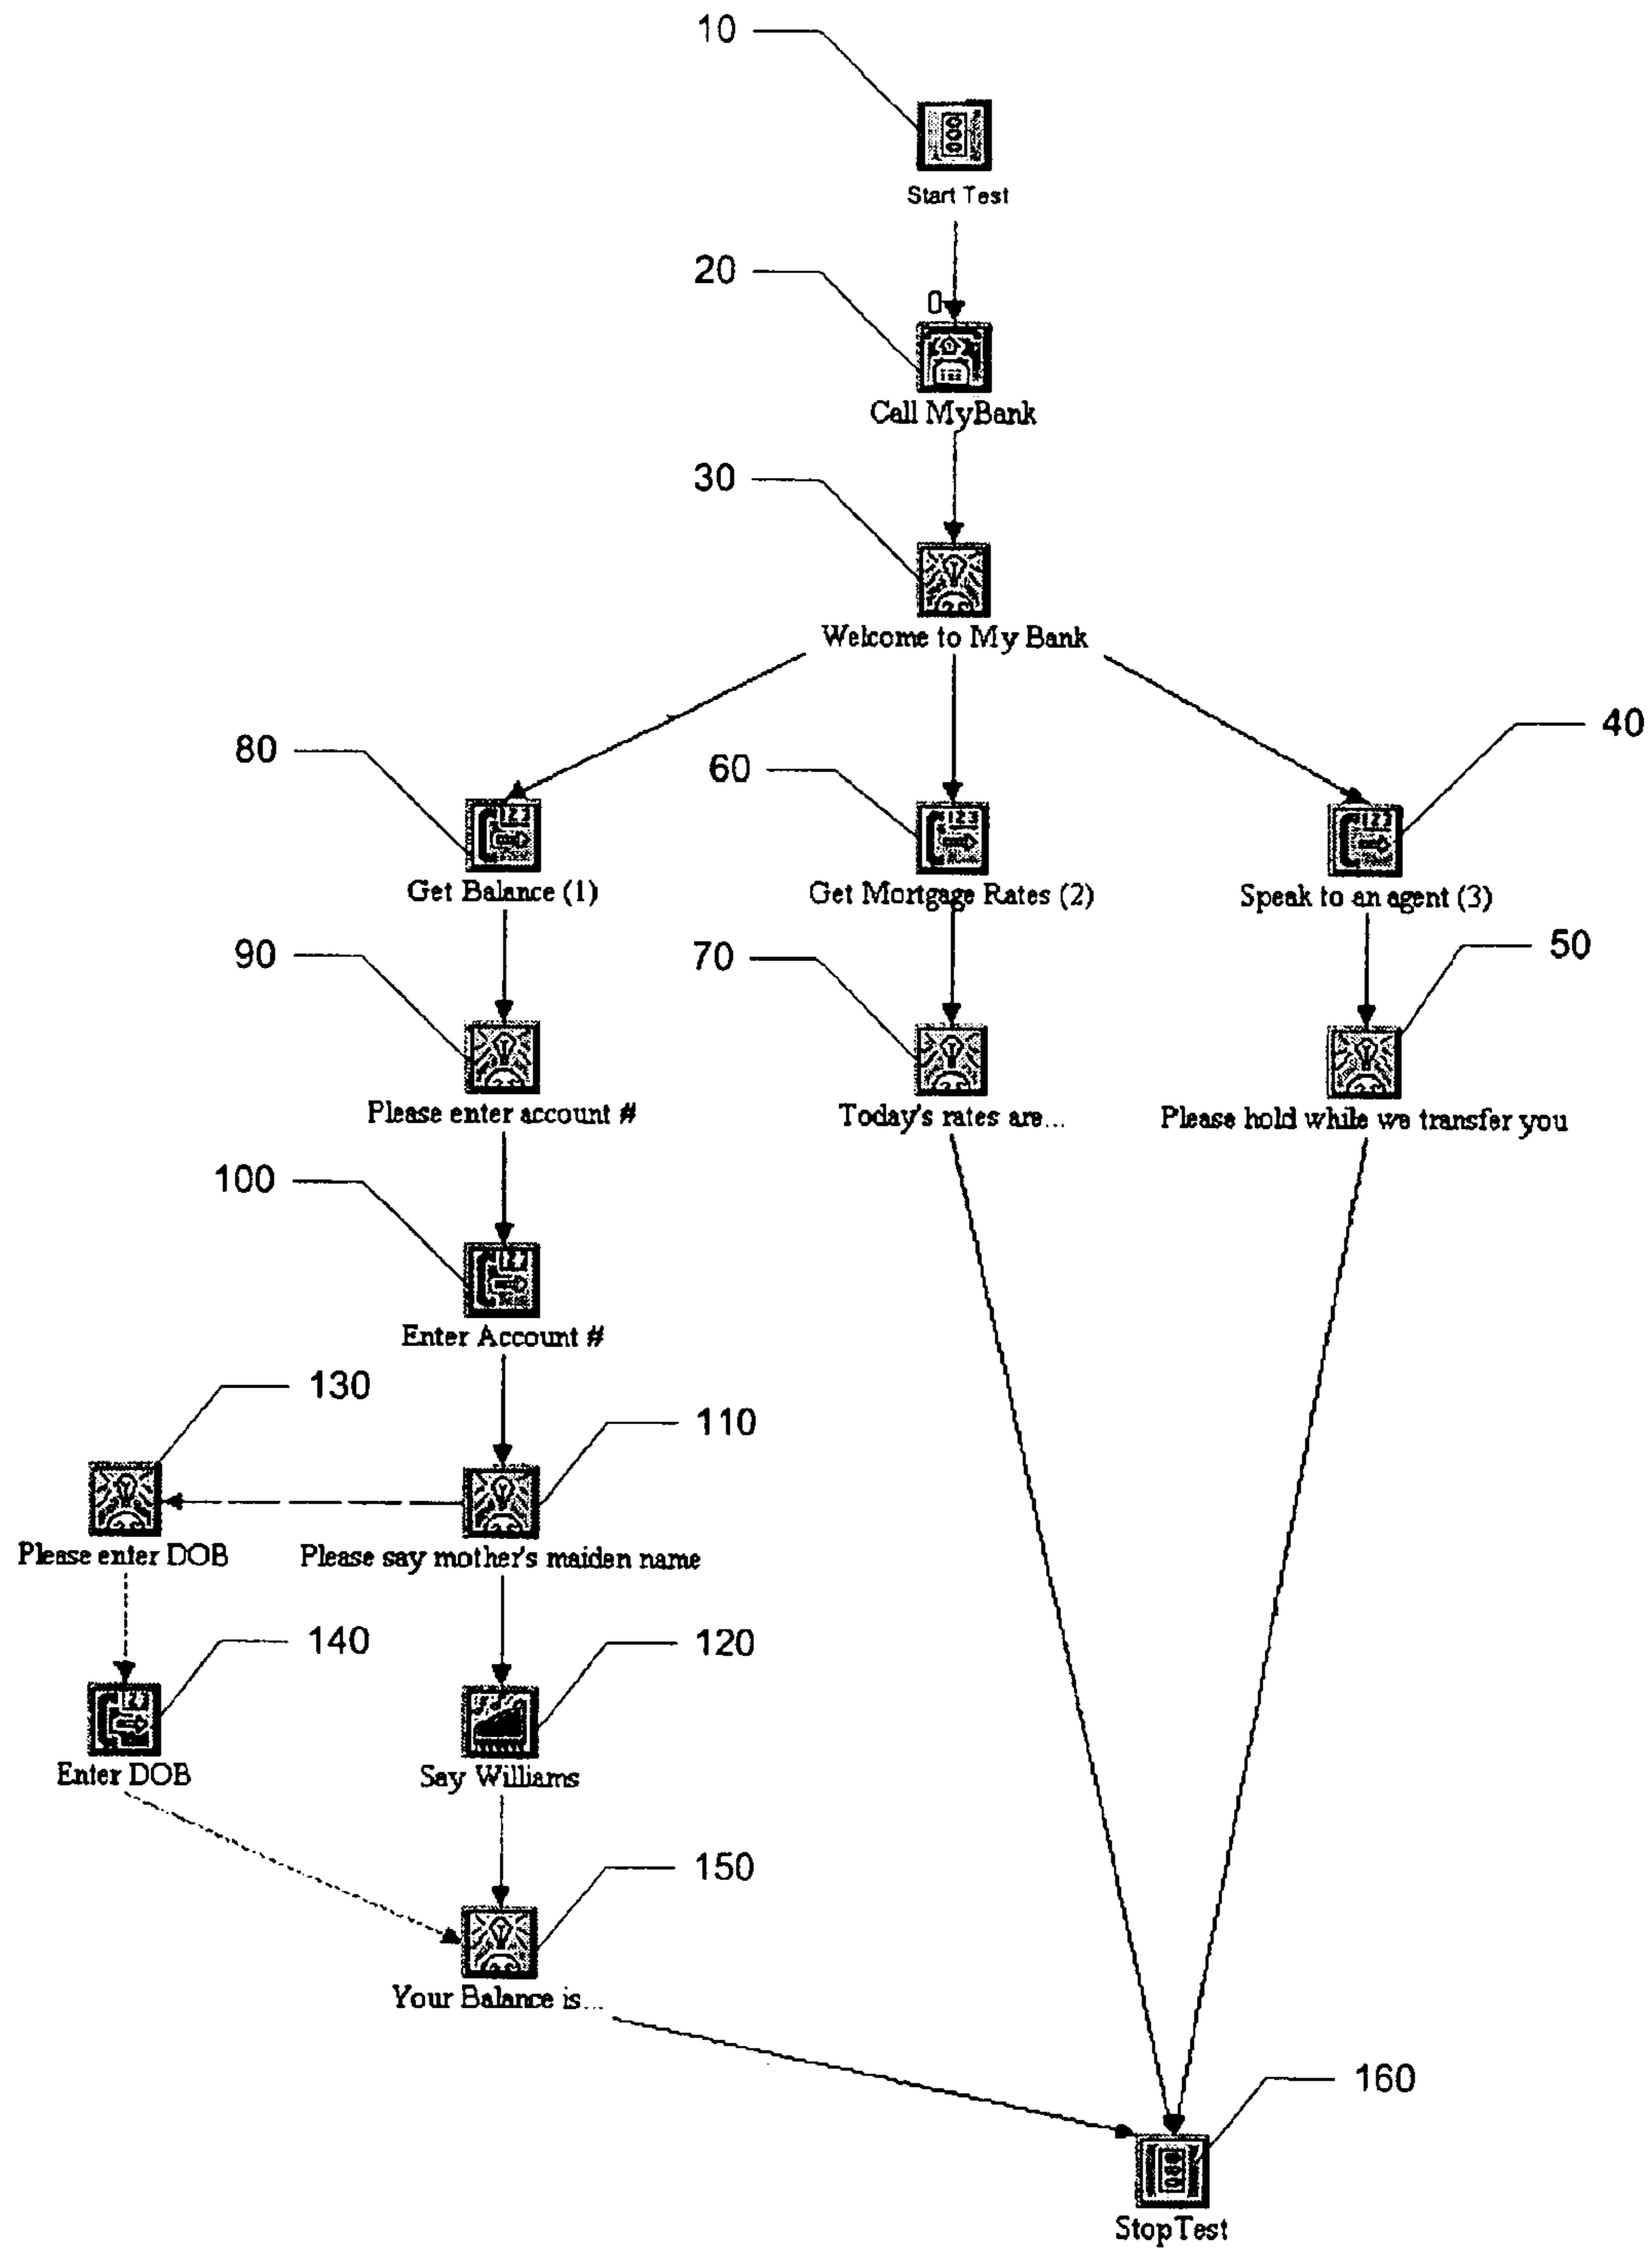 10
Start Test
20
0
Call MyBank
30
Welcome to My Bank
80
60
40
Get Balance (1)
Get Mortgage Rates (2)
Speak to an agent (3)
90
70
50
Please enter account #
Today's rates are...
Please hold while we transfer you
100
Enter Account #
130
110
Please enter DOB
Please say mother's maiden name
140
120
Enter DOB
Say Williams
150
Your Balance is...
160
StopTest